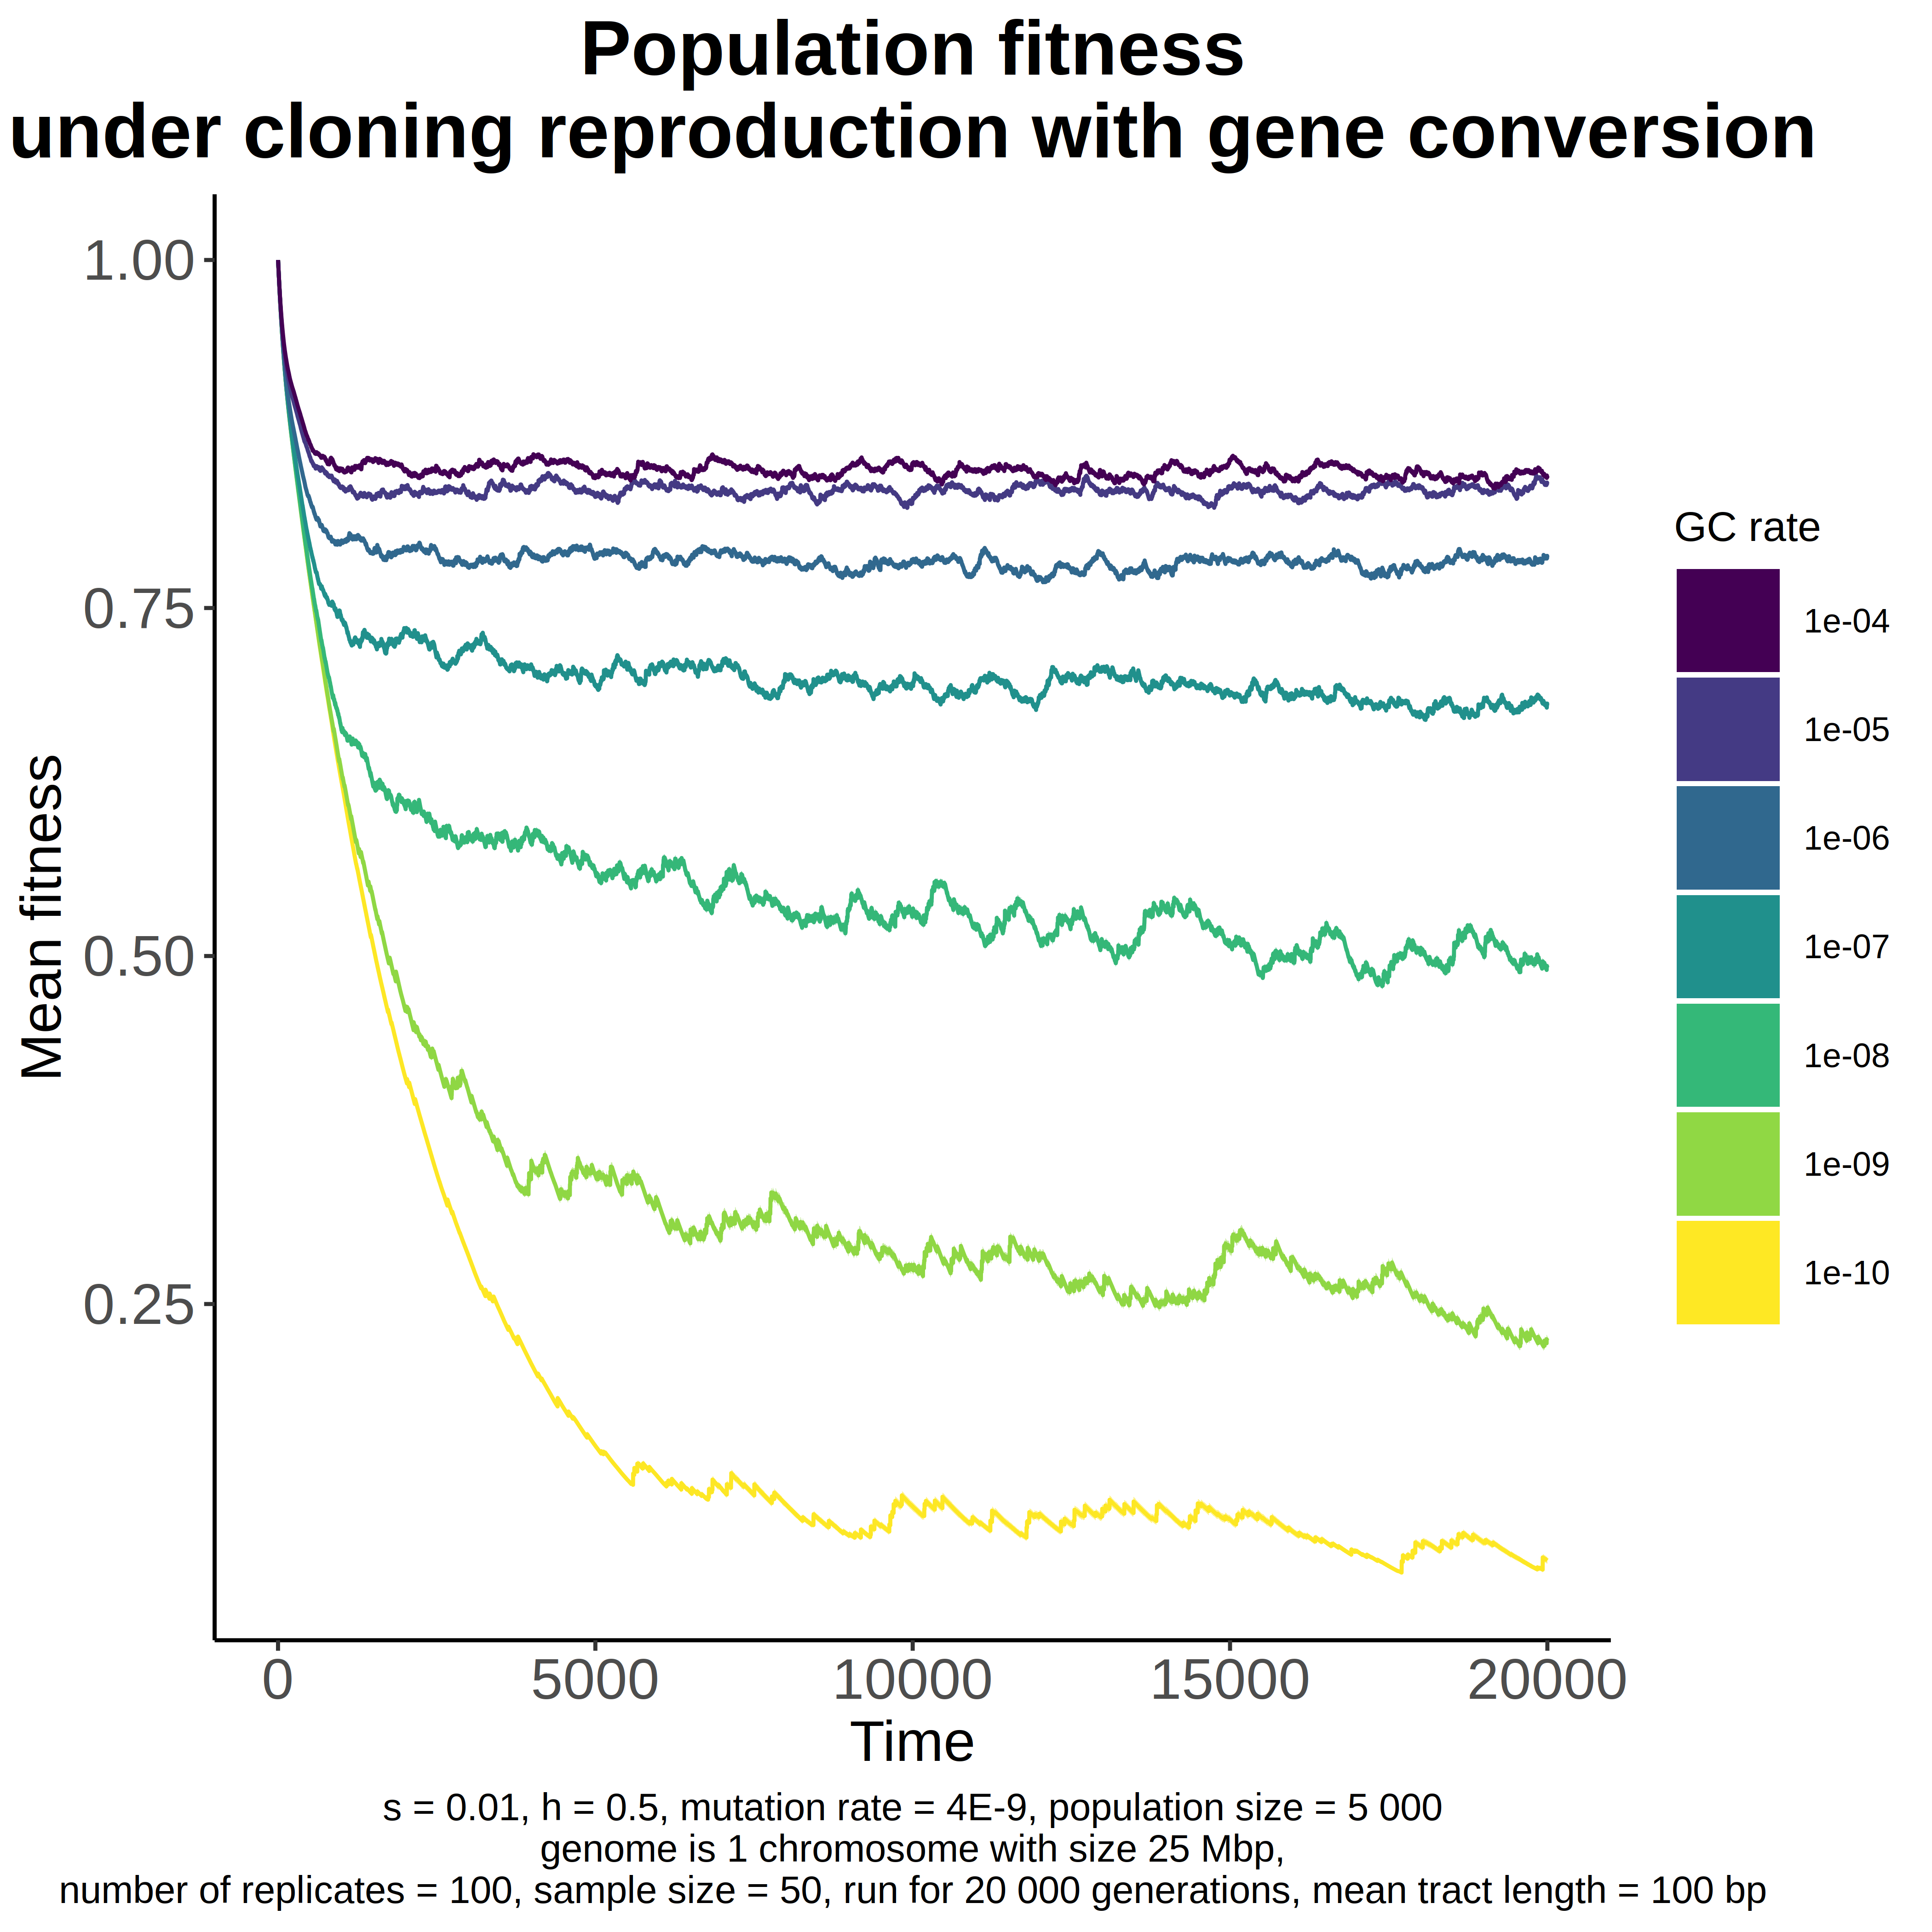 Population fitness
under cloning reproduction with gene conversion
1.00
0.75
0.50
0.25
Mean fitness
0 5000 10000 15000 20000
Time
GC rate
1e-04
1e-05
1e-06
1e-07
1e-08
1e-09
1e-10
s = 0.01, h = 0.5, mutation rate = 4E-9, population size = 5 000
genome is 1 chromosome with size 25 Mbp,
number of replicates = 100, sample size = 50, run for 20 000 generations, mean tract length = 100 bp